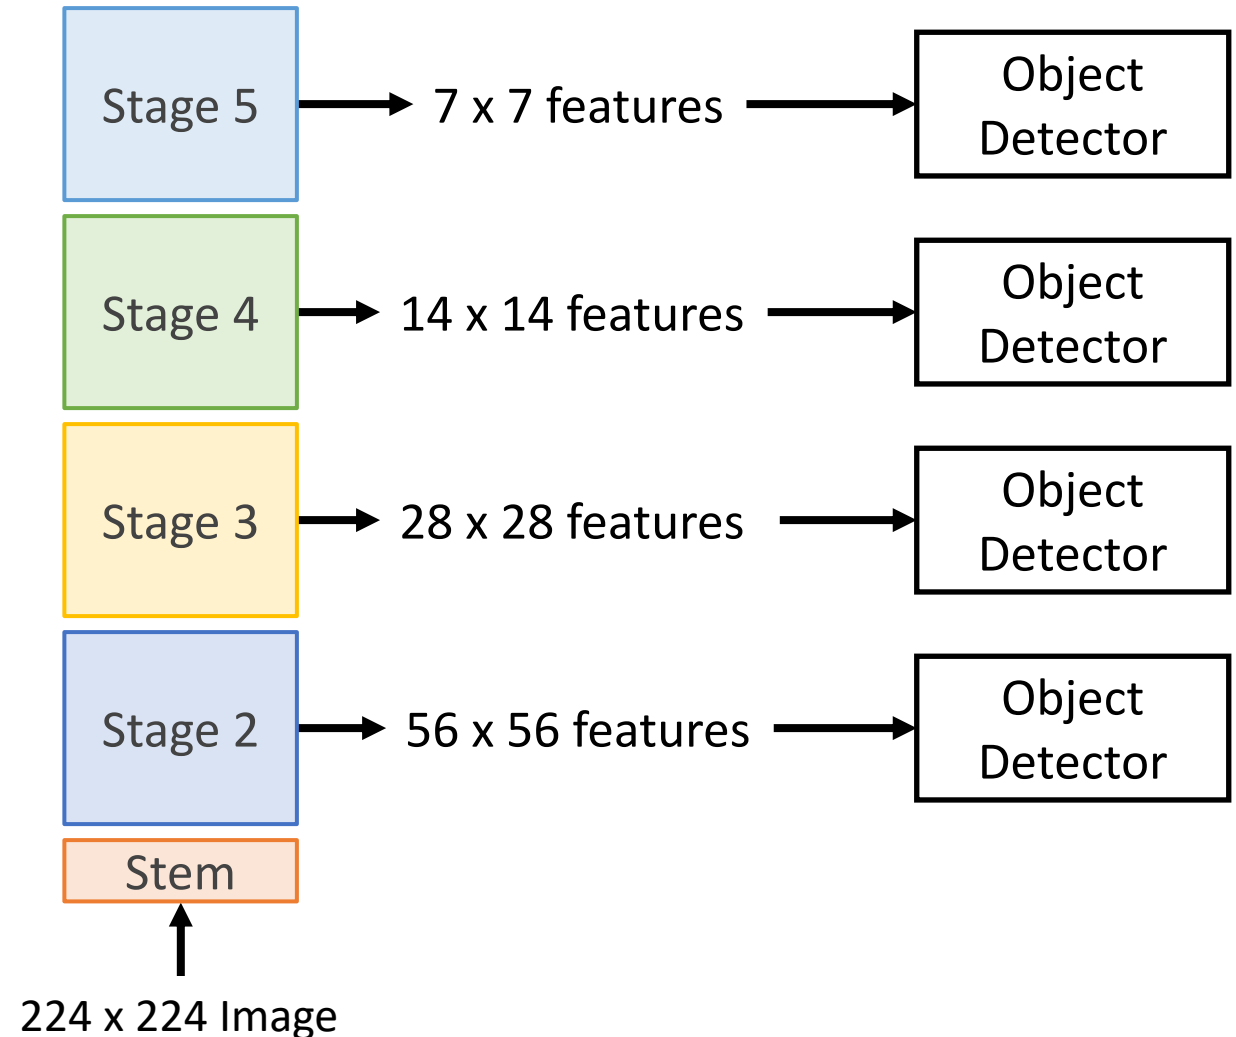 Stage 5
7 x 7 features
Object
Detector
Stage 4
14 x 14 features
Object
Detector
Stage 3
28 x 28 features
Object
Detector
Stage 2
56 x 56 features
Object
Detector
Stem
224 x 224 Image